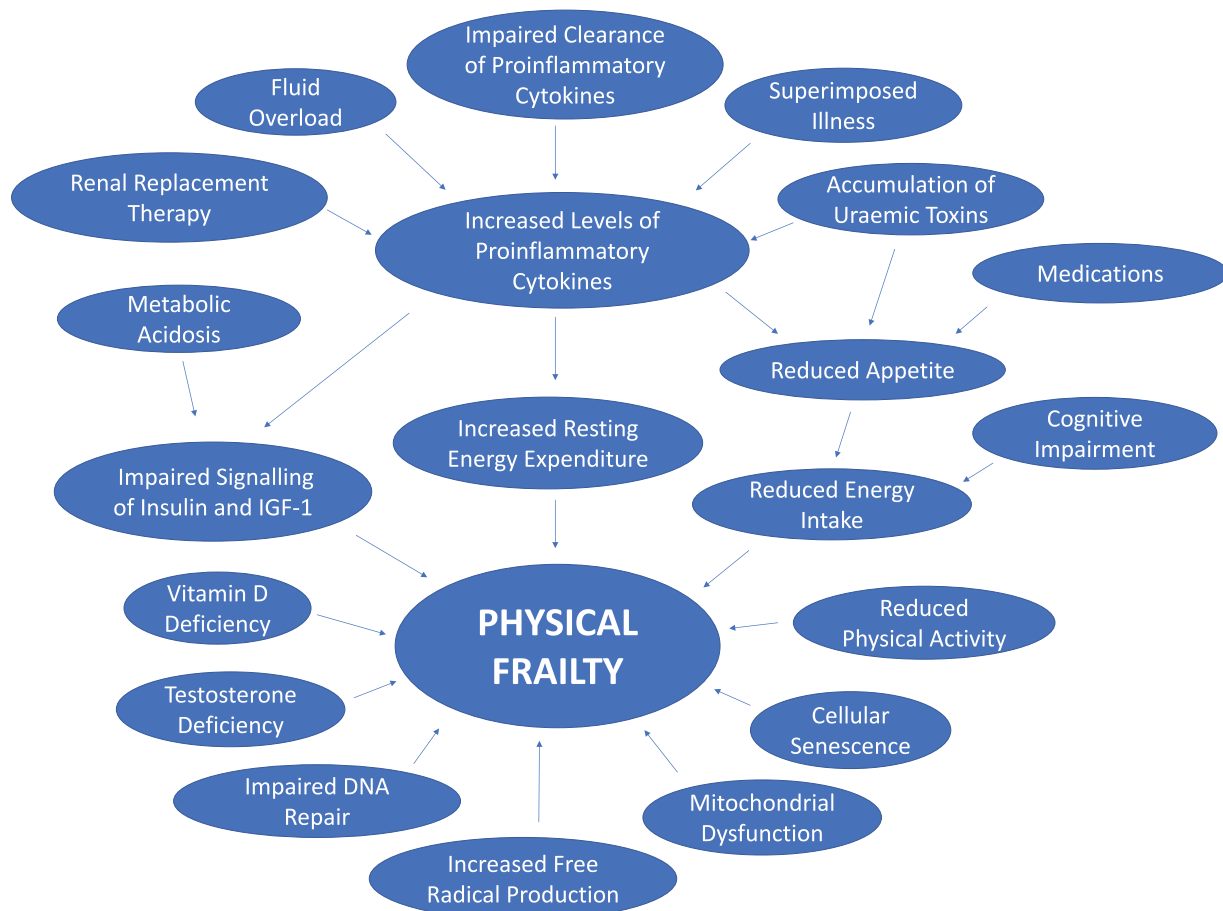 Impaired Clearance
of Proinflammatory
Cytokines
Fluid
Overload
Superimposed
Illness
Renal Replacement
Therapy
Accumulation of
Uraemic Toxins
Increased Levels of
Proinflammatory
Cytokines
Medications
Metabolic
Acidosis
Reduced Appetite
Cognitive
Impairment
Increased Resting
Energy Expenditure
Impaired Signalling
of Insulin and IGF-1
Reduced Energy
Intake
Vitamin D
Deficiency
PHYSICAL
FRAILTY
Reduced
Physical Activity
Testosterone
Deficiency
Cellular
Senescence
Impaired DNA
Repair
Mitochondrial
Dysfunction
Increased Free
Radical Production